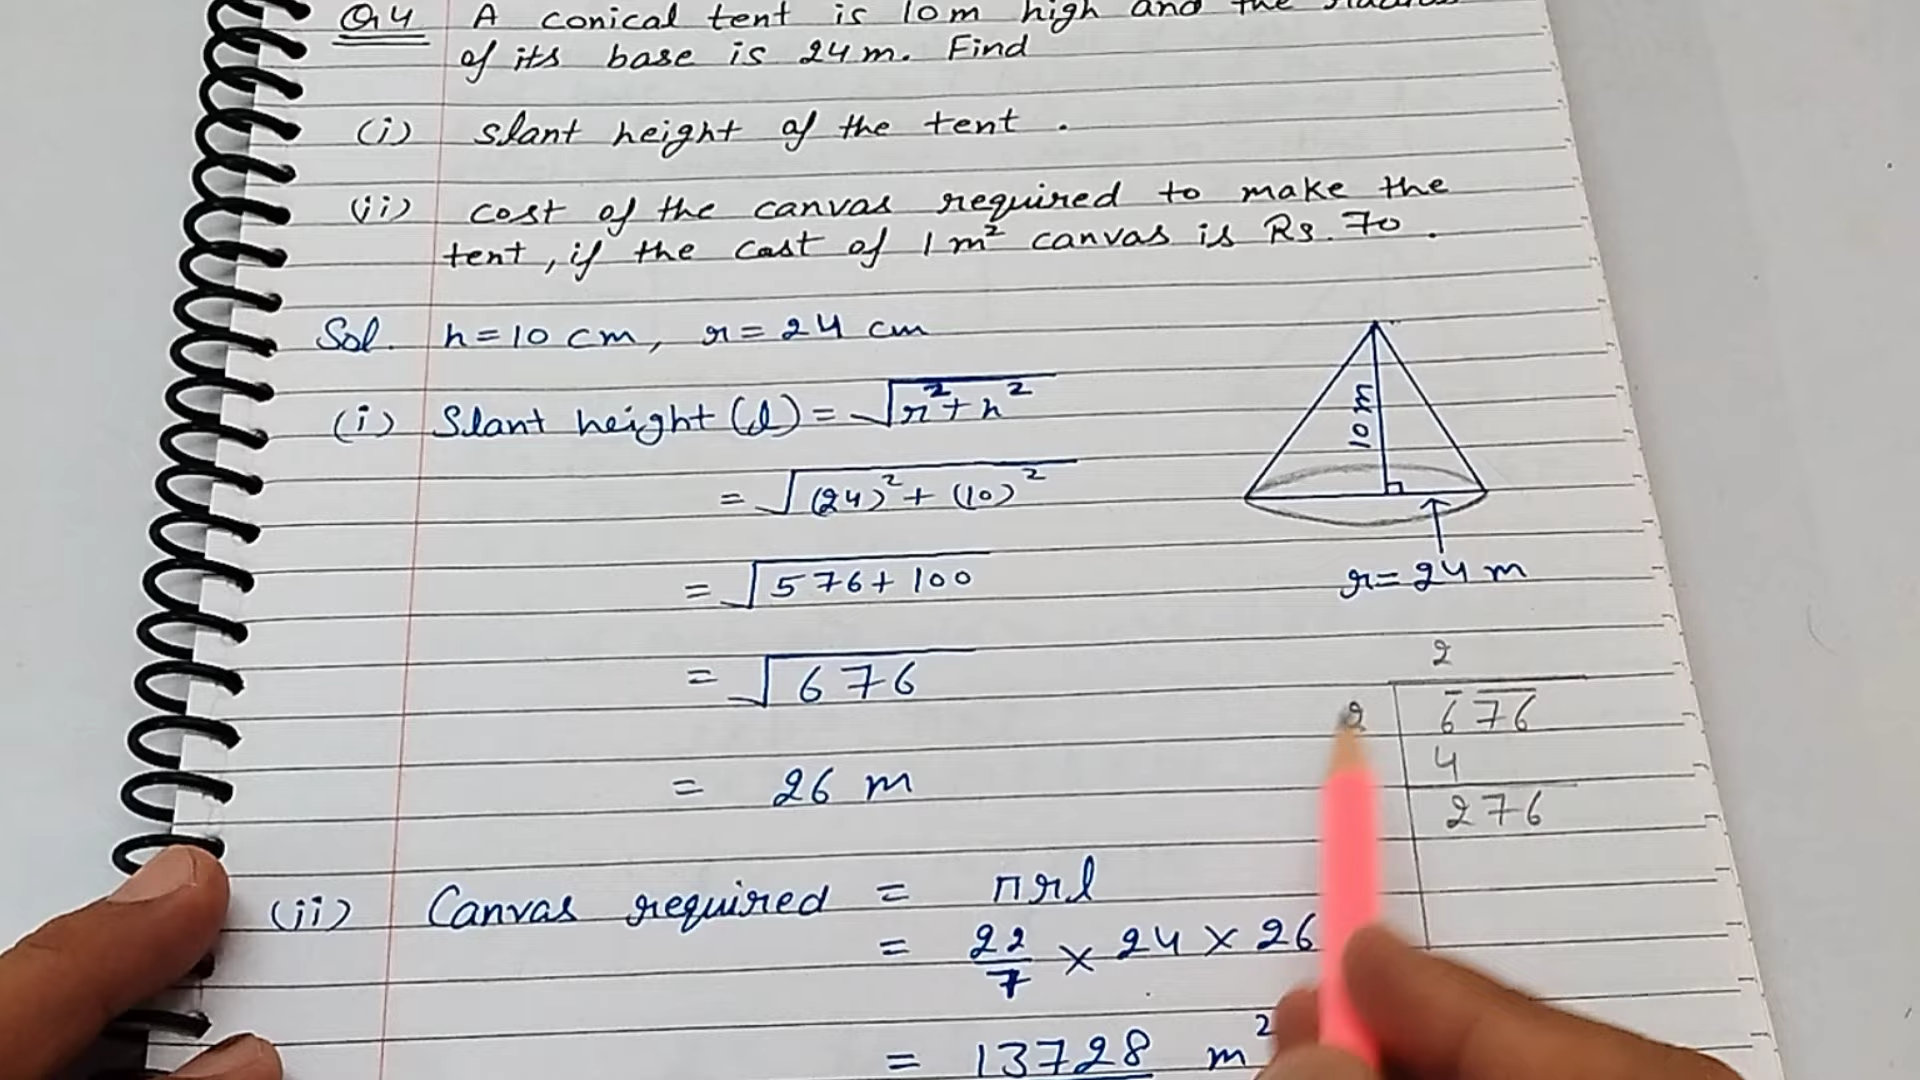 Q.4 A conical tent is 10m high and the radius
of its base is 24m. Find
(i) slant height of the tent.
(ii) cost of the canvas required to make the
tent, if the cost of 1m² canvas is Rs. 70.
Sol. h=10 cm, r=24 cm
(i) Slant height (l) = √r²+h²
= √(24)²+(10)²
= √576+100
= √676
= 26 m
10m
r=24 m
2
2 676
4
276
(ii) Canvas required = πrl
= 22/7 × 24 × 26
= 13728 m²